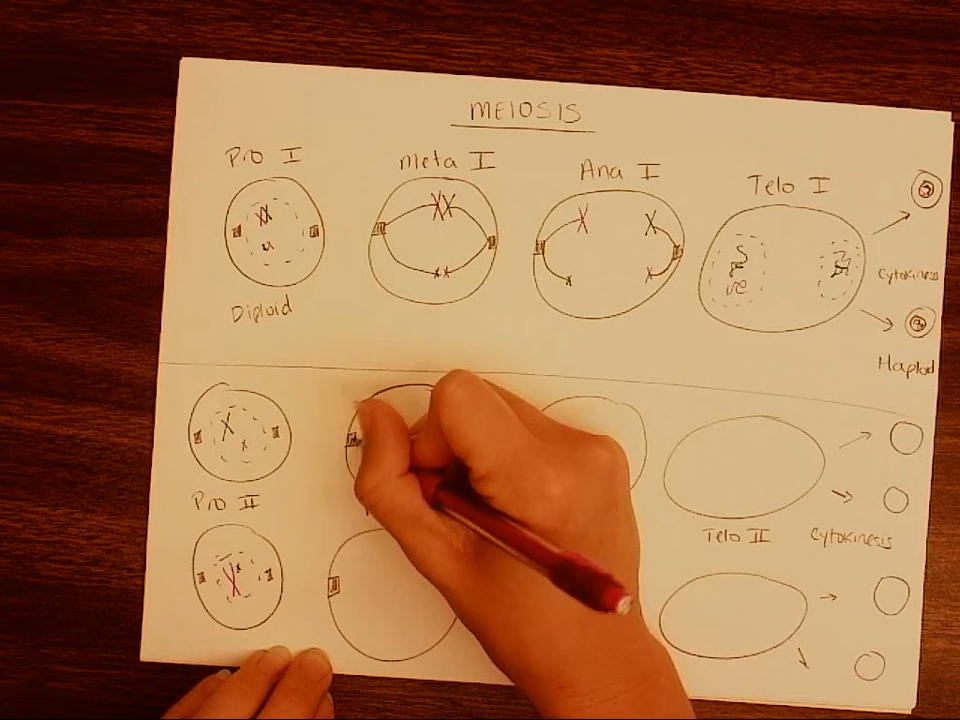 MEIOSIS
Pro I
Meta I
Ana I
Telo I
Diploid
Cytokinesis
Haploid
Pro II
Telo II
Cytokinesis